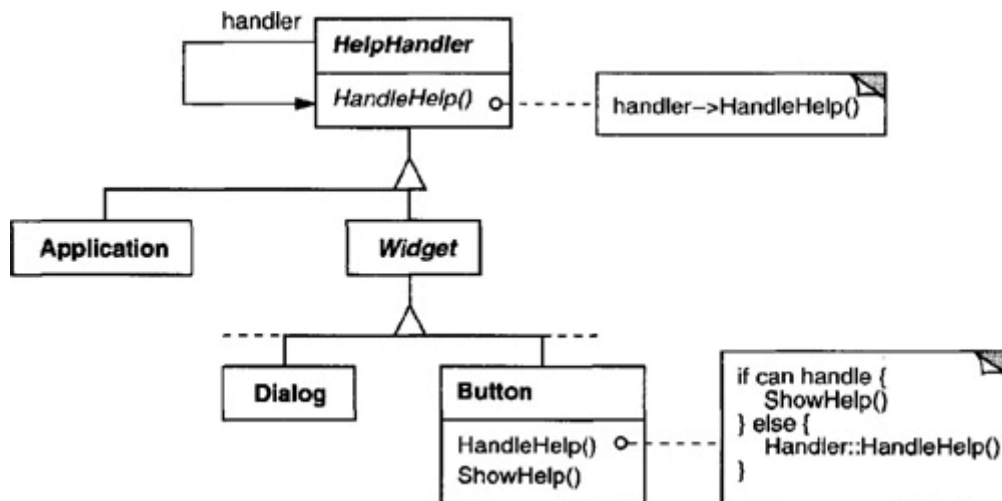 handler
HelpHandler
HandleHelp()
handler–>HandleHelp()
Application
Widget
Dialog
Button
HandleHelp()
ShowHelp()
if can handle {
ShowHelp()
} else {
Handler::HandleHelp()
}